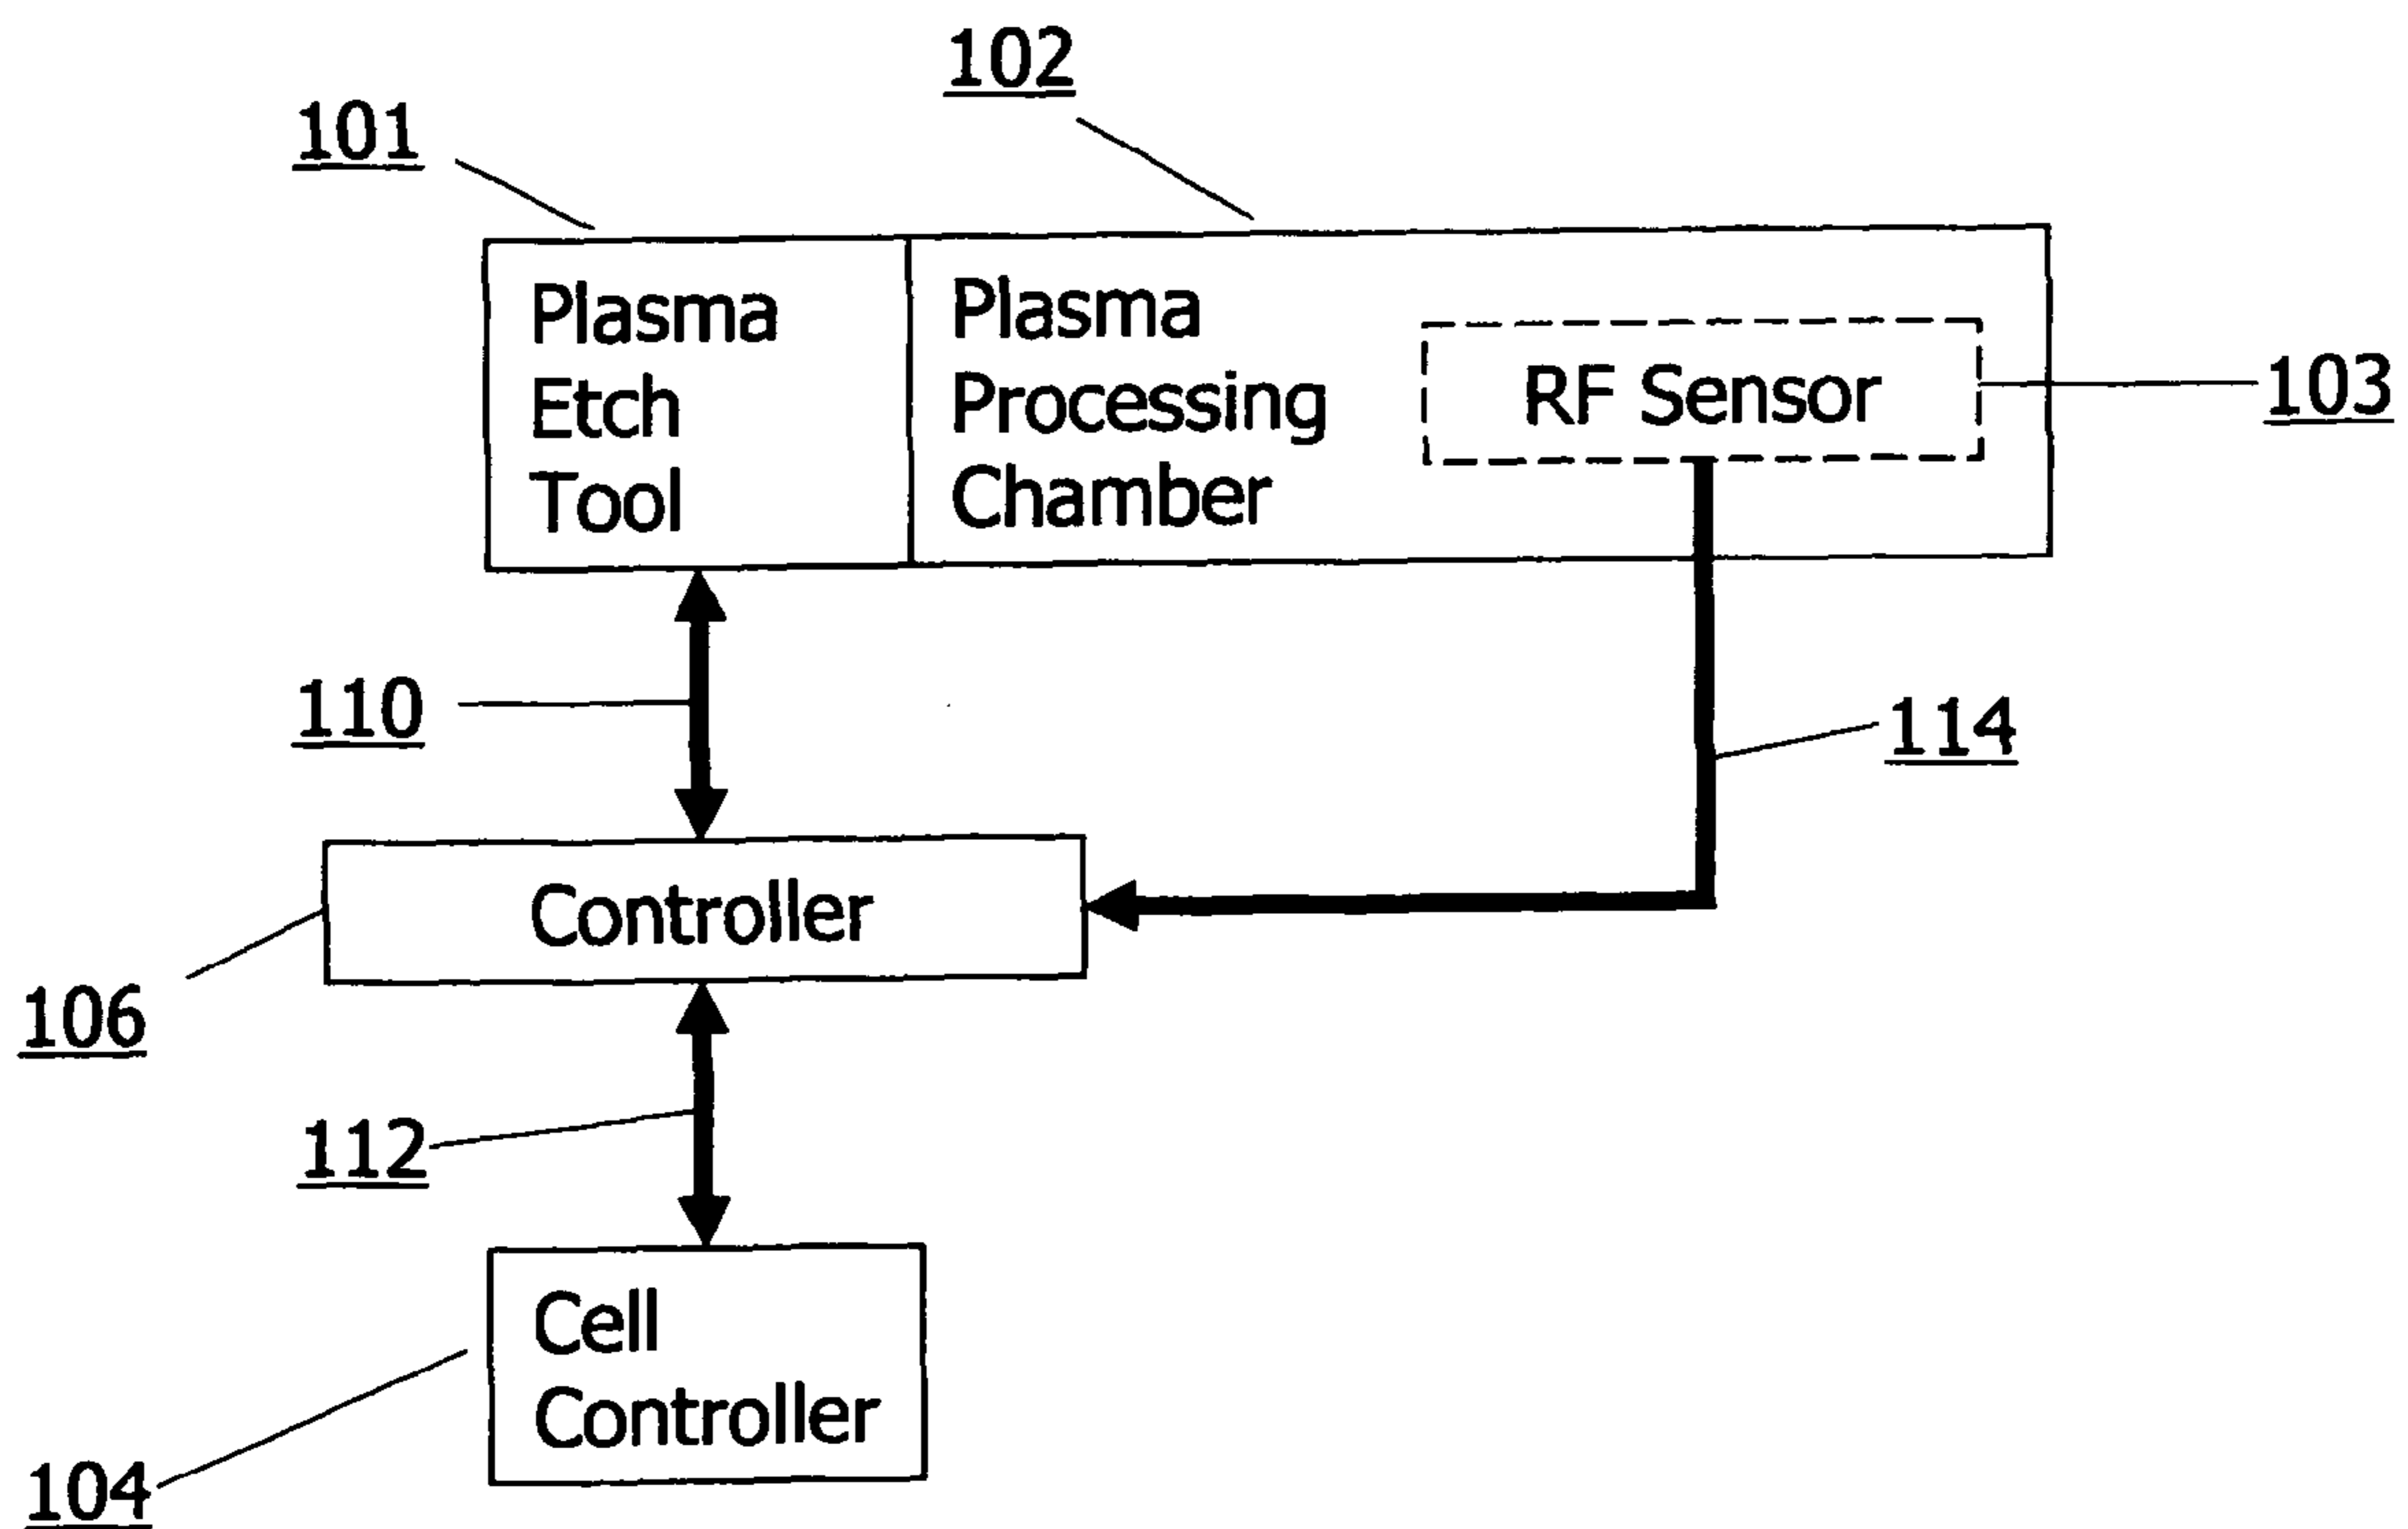 102
101
Plasma
Etch
Tool
Plasma
Processing
Chamber
RF Sensor
103
110
114
Controller
106
112
Cell
Controller
104